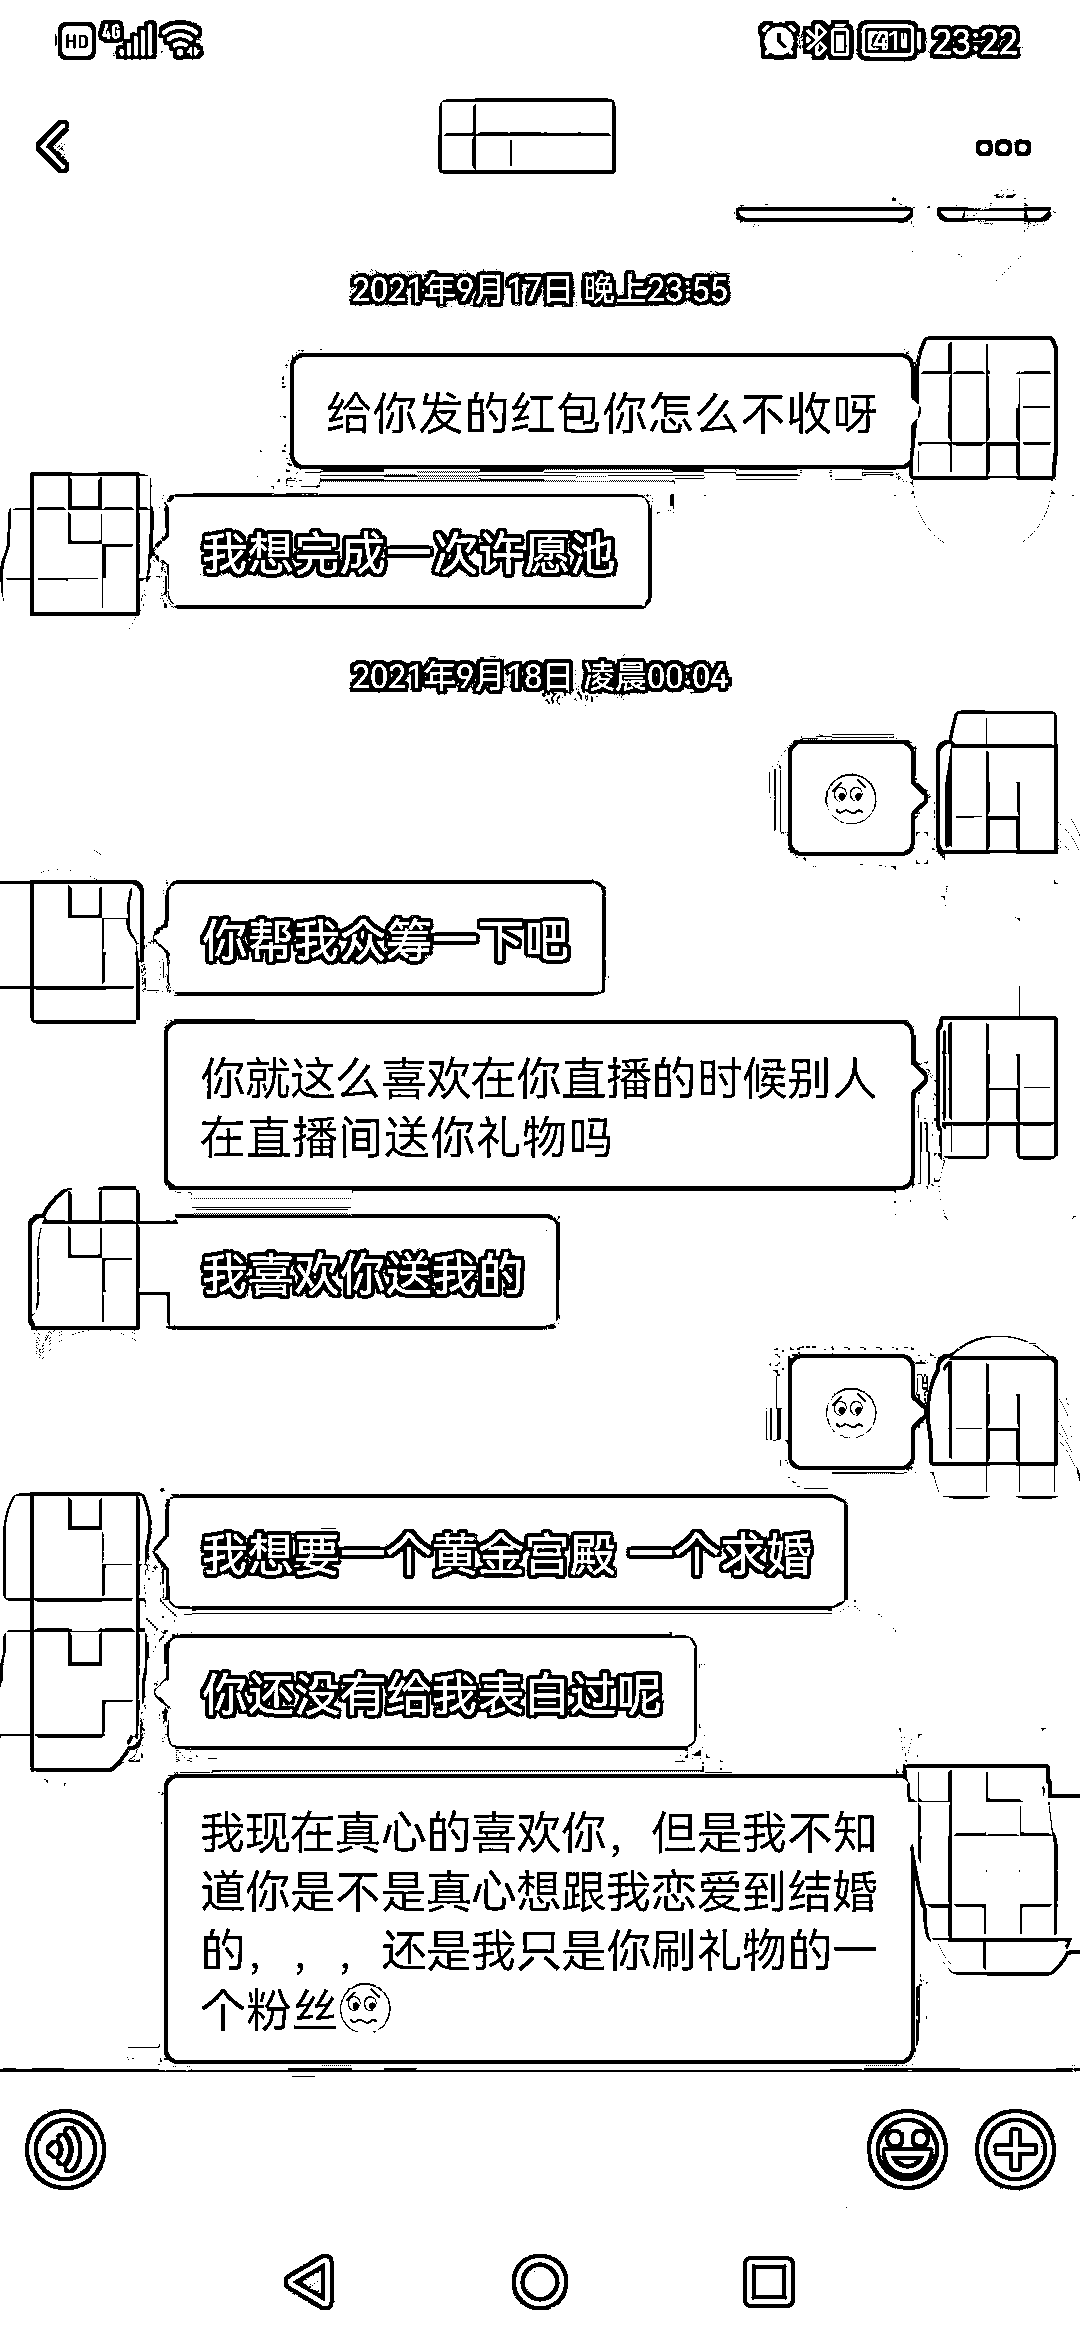 HD 4G 41 23:22
2021年9月17日 晚上23:55
给你发的红包你怎么不收呀
我想完成一次许愿池
2021年9月18日 凌晨00:04
你帮我众筹一下吧
你就这么喜欢在你直播的时候别人
在直播间送你礼物吗
我喜欢你送我的
我想要一个黄金宫殿 一个求婚
你还没有给我表白过呢
我现在真心的喜欢你，但是我不知
道你是不是真心想跟我恋爱到结婚
的，，，还是我只是你刷礼物的一
个粉丝